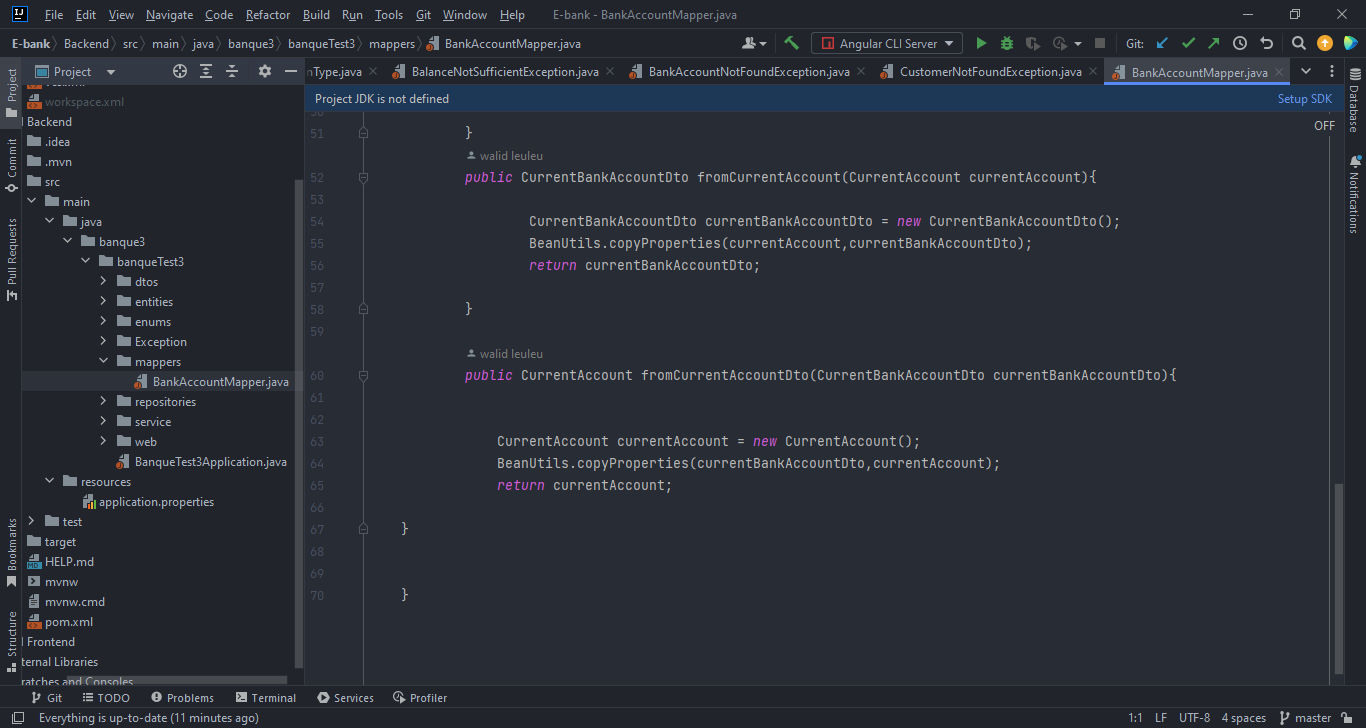 File Edit View Navigate Code Refactor Build Run Tools Git Window Help E-bank - BankAccountMapper.java
E-bank Backend src main java banque3 banqueTest3 mappers BankAccountMapper.java Angular CLI Server Git:
Project nType.java BalanceNotSufficientException.java BankAccountNotFoundException.java CustomerNotFoundException.java BankAccountMapper.java
Project JDK is not defined Setup SDK
OFF
Project
Commit
Pull Requests
Bookmarks
Structure
workspace.xml
Backend
.idea
.mvn
src
main
java
banque3
banqueTest3
dtos
entities
enums
Exception
mappers
BankAccountMapper.java
repositories
service
web
BanqueTest3Application.java
resources
application.properties
test
target
HELP.md
mvnw
mvnw.cmd
pom.xml
Frontend
ternal Libraries
ratches and Consoles
51 }
walid leuleu
52 public CurrentBankAccountDto fromCurrentAccount(CurrentAccount currentAccount){
53
54 CurrentBankAccountDto currentBankAccountDto = new CurrentBankAccountDto();
55 BeanUtils.copyProperties(currentAccount,currentBankAccountDto);
56 return currentBankAccountDto;
57
58 }
59
walid leuleu
60 public CurrentAccount fromCurrentAccountDto(CurrentBankAccountDto currentBankAccountDto){
61
62
63 CurrentAccount currentAccount = new CurrentAccount();
64 BeanUtils.copyProperties(currentBankAccountDto,currentAccount);
65 return currentAccount;
66
67 }
68
69
70 }
Database
Notifications
Git TODO Problems Terminal Services Profiler
Everything is up-to-date (11 minutes ago) 1:1 LF UTF-8 4 spaces master